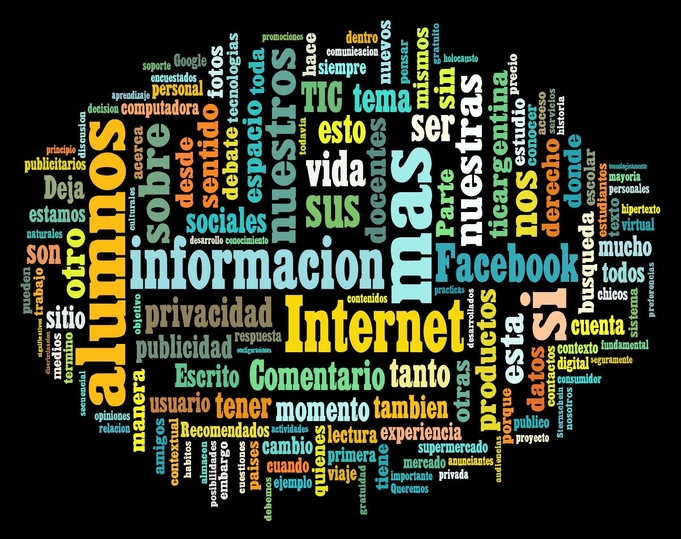 alumnos
informacion
Internet
mas
Facebook
si
nuestros
nuestras
sobre
sus
privacidad
publicidad
Escrito
Comentario
tanto
tener
momento
tambien
TIC
tema
esto
vida
ser
sin
Parte
docentes
espacio
toda
debate
sentido
desde
acerca
sociales
desarrollo
conocimiento
culturales
otro
sitio
son
Deja
estamos
naturales
publicitarios
principio
discusion
decision
computadora
aprendizaje
personal
encuestados
soporte
Google
fotos
tecnologias
promociones
hace
todavia
dentro
comunicacion
siempre
nuevos
pensar
mismos
gratuito
holocausto
precio
estudio
ticargentina
nos
conocer
acceso
derecho
servicios
historia
donde
escolar
estudiantes
texto
tecnologicamente
mayoria
personales
hipertexto
virtual
busqueda
mucho
todos
chicos
preferencias
sistema
cuenta
fundamental
contexto
seguramente
digital
contactos
consumidor
datos
esta
productos
desarrollados
practicas
contenidos
respuesta
objetivo
pueden
trabajo
significativos
medios
termino
secuencial
opiniones
relacion
manera
usuario
amigos
contextual
Recomendados
actividades
habitos
almacen
posibilidades
embargo
cuestiones
paises
debemos
cambio
cuando
ejemplo
quienes
lectura
primera
viaje
gratuidad
experiencia
tiene
importante
Queremos
supermercado
mercado
anunciantes
privada
otras
audiencias
porque
publico
proyecto
Sternschein
nosotros